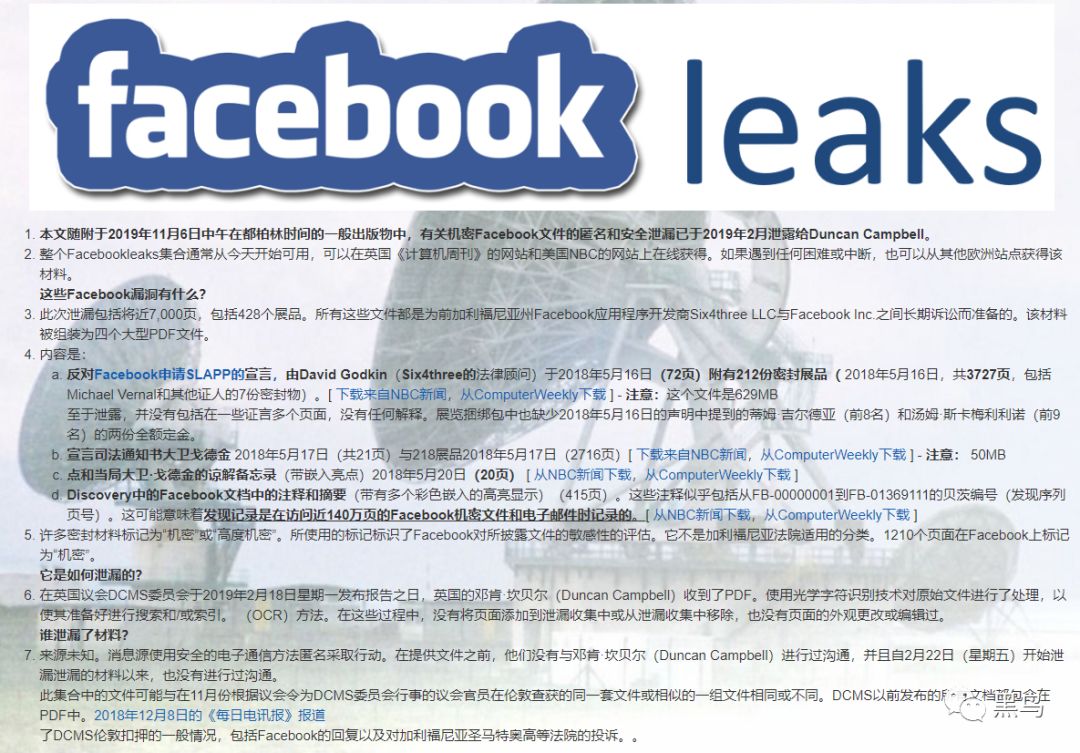 facebook leaks
1. 本文随附于2019年11月6日中午在都柏林时间的一般出版物中，有关机密Facebook文件的匿名和安全泄漏已于2019年2月泄露给Duncan Campbell。
2. 整个Facebookleaks集合通常从今天开始可用，可以在英国《计算机周刊》的网站和美国NBC的网站上在线获得。如果遇到任何困难或中断，也可以从其他欧洲站点获得该
材料。
这些Facebook漏洞有什么？
3. 此次泄漏包括将近7,000页，包括428个展品。所有这些文件都是为前加利福尼亚州Facebook应用程序开发商Six4three LLC与Facebook Inc.之间长期诉讼而准备的。该材料
被组装为四个大型PDF文件。
4. 内容是：
a. 反对Facebook申请SLAPP的宣言，由David Godkin（Six4three的法律顾问）于2018年5月16日（72页）附有212份密封展品（ 2018年5月16日，共3727页，包括
Michael Vernal和其他证人的7份密封物）。[ 下载来自NBC新闻，从ComputerWeekly下载 ] - 注意：这个文件是629MB
至于泄露，并没有包括在一些证言多个页面，没有任何解释。展览捆绑包中也缺少2018年5月16日的声明中提到的蒂姆·吉尔德亚（前8名）和汤姆·斯卡梅利利诺（前9
名）的两份全额定金。
b. 宣言司法通知书大卫戈德金 2018年5月17日（共21页）与218展品2018年5月17日（2716页）[ 下载来自NBC新闻，从ComputerWeekly下载 ] - 注意： 50MB
c. 点和当局大卫·戈德金的谅解备忘录（带嵌入亮点）2018年5月20日（20页） [ 从NBC新闻下载，从ComputerWeekly下载 ]
d. Discovery中的Facebook文档中的注释和摘要（带有多个彩色嵌入的高亮显示）（415页）。这些注释似乎包括从FB-00000001到FB-01369111的贝茨编号（发现序列
页号）。这可能意味着发现记录是在访问近140万页的Facebook机密文件和电子邮件时记录的。[ 从NBC新闻下载，从ComputerWeekly下载 ]
5. 许多密封材料标记为“机密”或“高度机密”。所使用的标记标识了Facebook对所披露文件的敏感性的评估。它不是加利福尼亚法院适用的分类。1210个页面在Facebook上标记
为“机密”。
它是如何泄漏的？
6. 在英国议会DCMS委员会于2019年2月18日星期一发布报告之日，英国的邓肯·坎贝尔（Duncan Campbell）收到了PDF。使用光学字符识别技术对原始文件进行了处理，以
使其准备好进行搜索和/或索引。 （OCR）方法。在这些过程中，没有将页面添加到泄漏收集中或从泄漏收集中移除，也没有页面的外观更改或编辑过。
谁泄漏了材料？
7. 来源未知。消息源使用安全的电子通信方法匿名采取行动。在提供文件之前，他们没有与邓肯·坎贝尔（Duncan Campbell）进行过沟通，并且自2月22日（星期五）开始泄
漏泄漏的材料以来，也没有进行过沟通。
此集合中的文件可能与在11月份根据议会令为DCMS委员会行事的议会官员在伦敦查获的同一套文件或相似的一组文件相同或不同。DCMS以前发布的所 文档都包含在
PDF中。2018年12月8日的《每日电讯报》报道
了DCMS伦敦扣押的一般情况，包括Facebook的回复以及对加利福尼亚圣马特奥高等法院的投诉。。
黑鸟